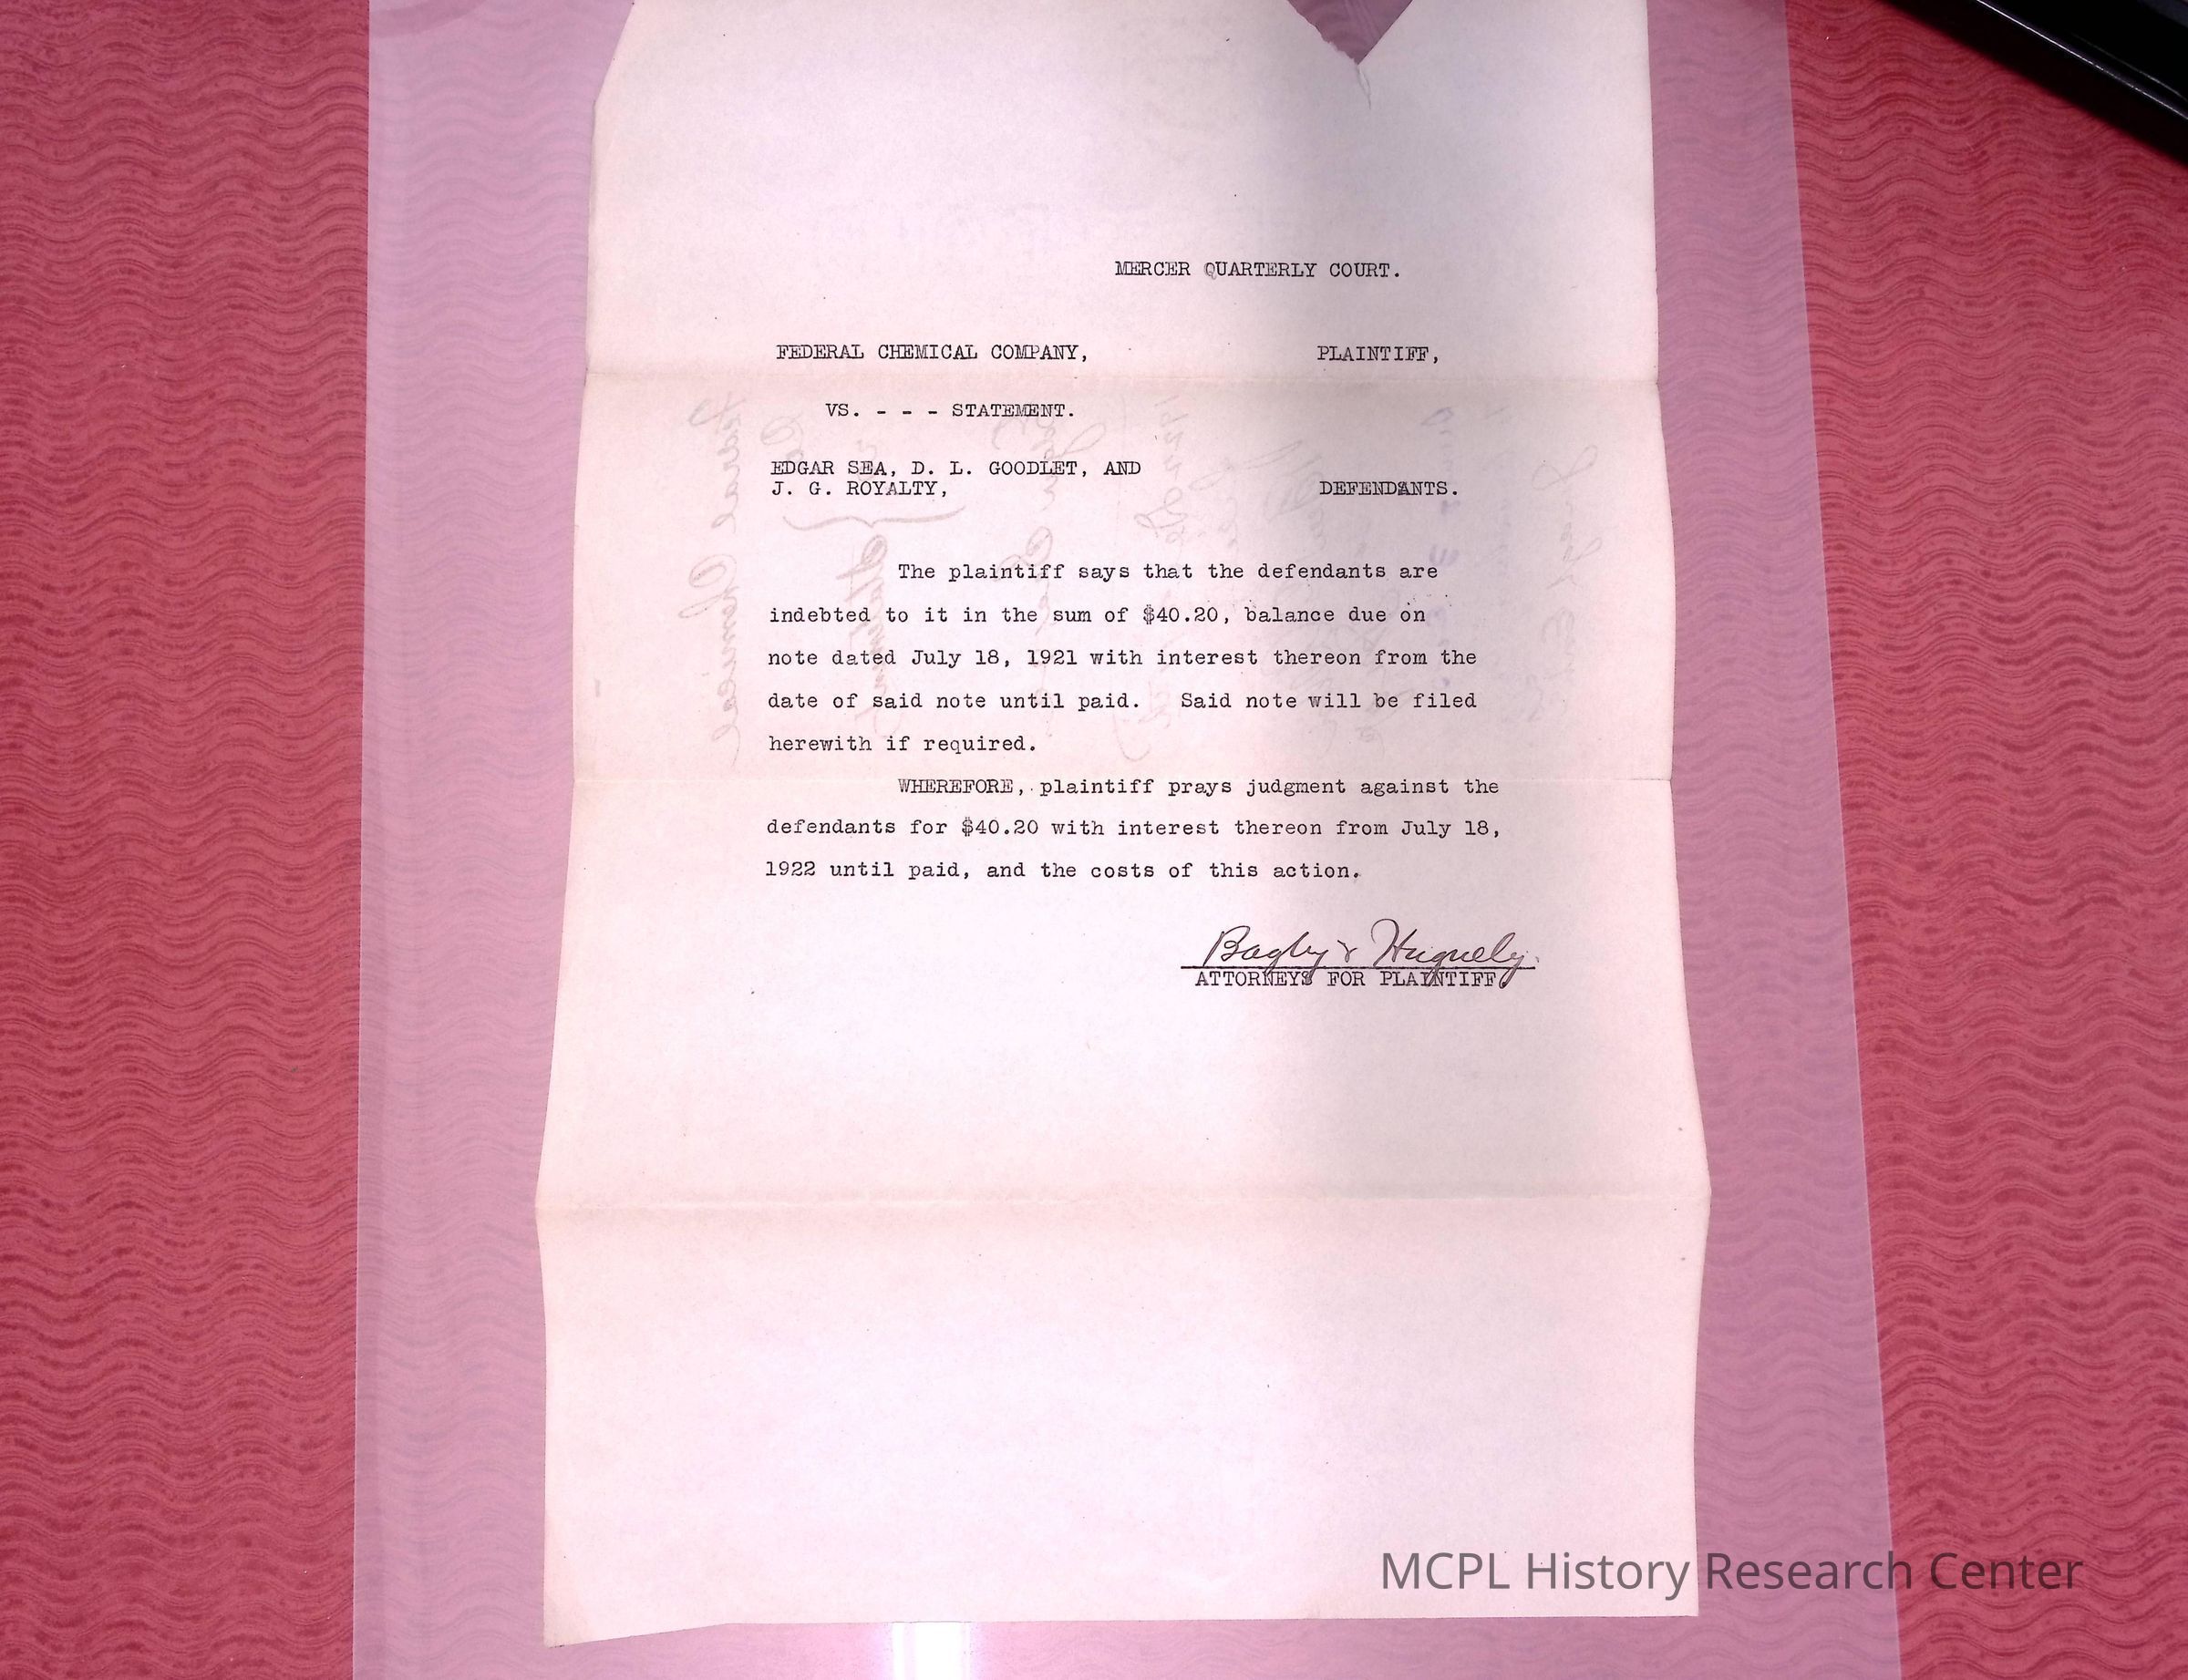 MERCER QUARTERLY COURT.
FEDERAL CHEMICAL COMPANY, PLAINTIFF,
VS. - - - STATEMENT.
EDGAR SEA, D. L. GOODLET, AND
J. G. ROYALTY, DEFENDANTS.
The plaintiff says that the defendants are
indebted to it in the sum of $40.20, balance due on
note dated July 18, 1921 with interest thereon from the
date of said note until paid. Said note will be filed
herewith if required.
WHEREFORE, plaintiff prays judgment against the
defendants for $40.20 with interest thereon from July 18,
1922 until paid, and the costs of this action.
Bagby & Huguely.
ATTORNEYS FOR PLAINTIFF
MCPL History Research Center